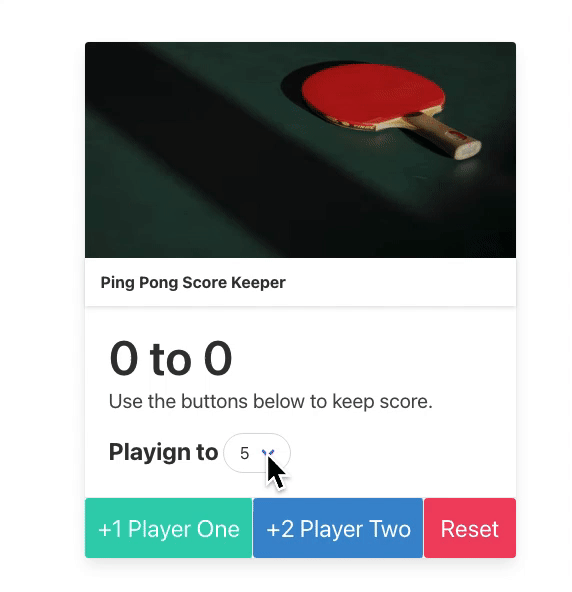 Ping Pong Score Keeper
0 to 0
Use the buttons below to keep score.
Playign to 5
+1 Player One +2 Player Two Reset